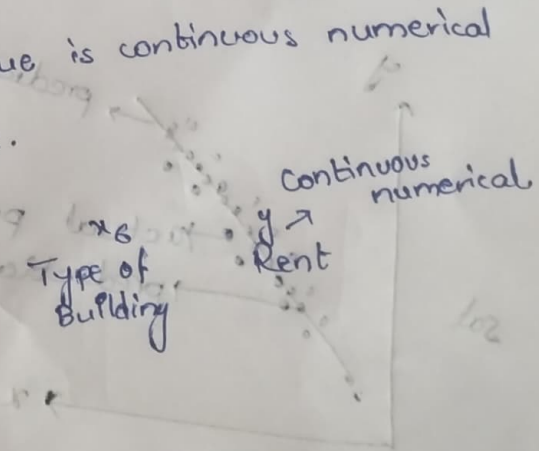 ue is continuous numerical
continuous
numerical
y →
x6
Rent
Type of
Building